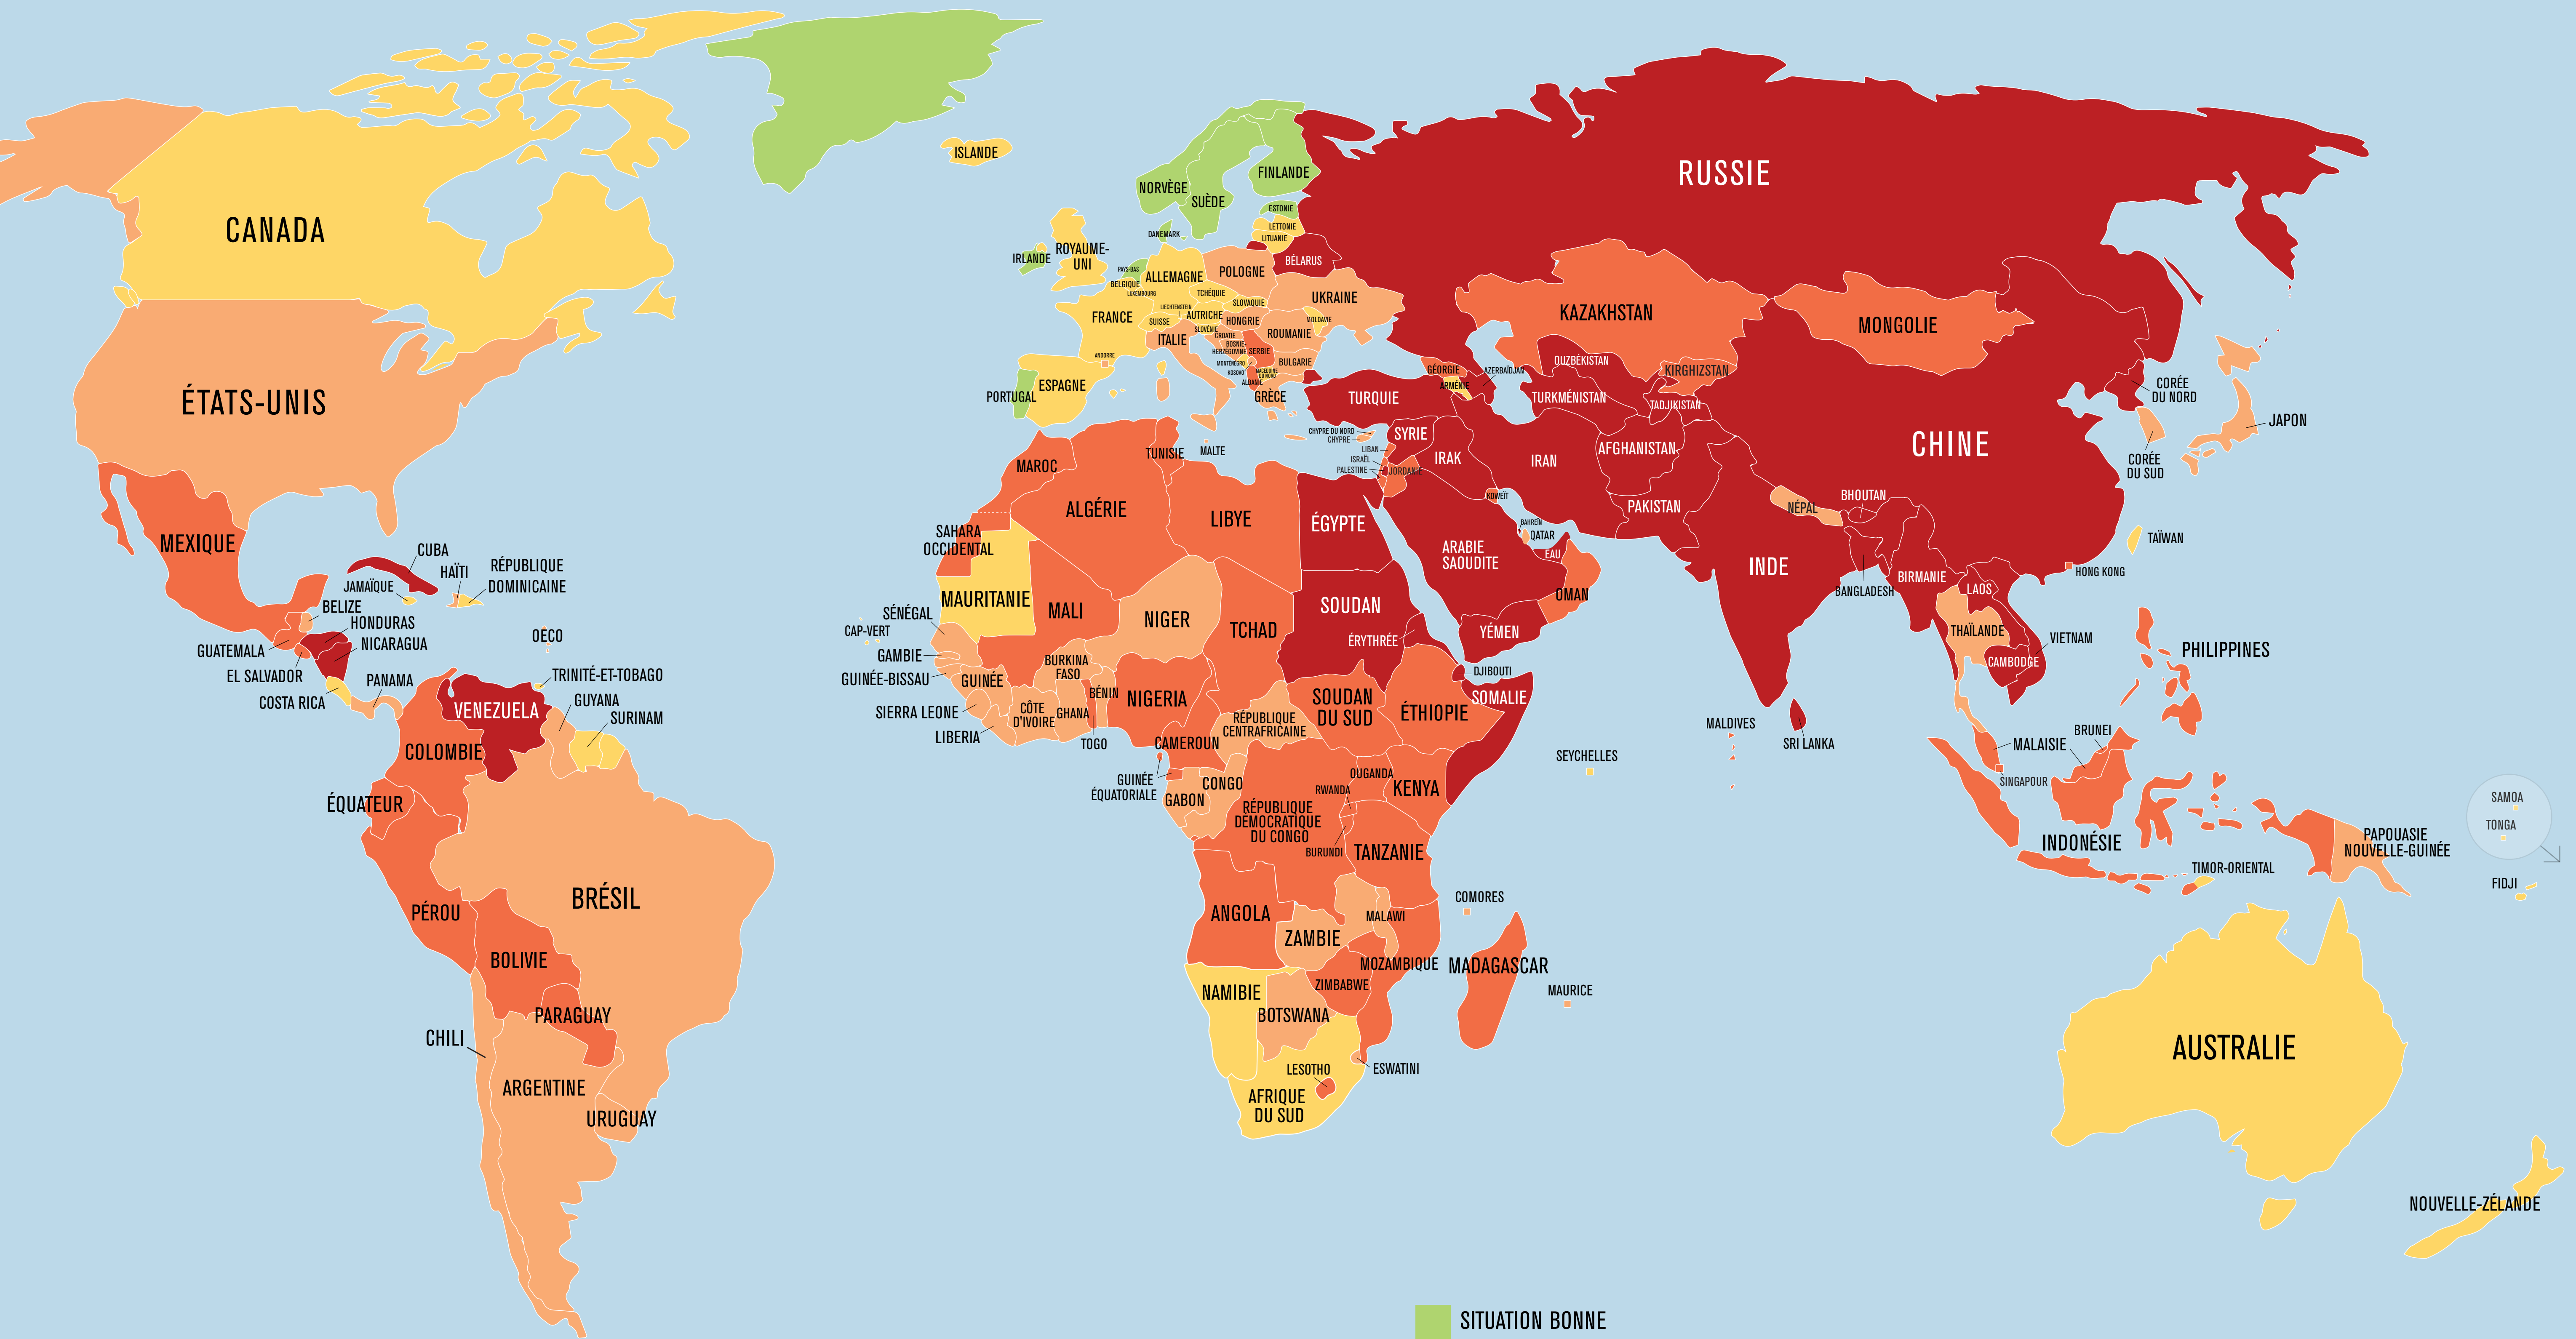 CANADA
ÉTATS-UNIS
MEXIQUE
CUBA
JAMAÏQUE
HAÏTI
RÉPUBLIQUE
DOMINICAINE
BELIZE
HONDURAS
NICARAGUA
GUATEMALA
EL SALVADOR
COSTA RICA
PANAMA
OECO
TRINITÉ-ET-TOBAGO
GUYANA
SURINAM
VENEZUELA
COLOMBIE
ÉQUATEUR
PÉROU
BRÉSIL
BOLIVIE
PARAGUAY
CHILI
ARGENTINE
URUGUAY
ISLANDE
NORVÈGE
SUÈDE
FINLANDE
ESTONIE
LETTONIE
LITUANIE
DANEMARK
IRLANDE
ROYAUME-
UNI
PAYS-BAS
BELGIQUE
LUXEMBOURG
ALLEMAGNE
POLOGNE
BÉLARUS
TCHÉQUIE
SLOVAQUIE
UKRAINE
LIECHTENSTEIN
FRANCE
SUISSE
AUTRICHE
HONGRIE
MOLDAVIE
SLOVÉNIE
CROATIE
ROUMANIE
ITALIE
BOSNIE-
HERZÉGOVINE
SERBIE
ANDORRE
MONTÉNÉGRO
KOSOVO
MACÉDOINE
DU NORD
BULGARIE
ALBANIE
GRÈCE
PORTUGAL
ESPAGNE
MALTE
RUSSIE
KAZAKHSTAN
MONGOLIE
OUZBÉKISTAN
KIRGHIZSTAN
GÉORGIE
ARMÉNIE
AZERBAÏDJAN
TURQUIE
TURKMÉNISTAN
TADJIKISTAN
CHYPRE DU NORD
CHYPRE
SYRIE
LIBAN
ISRAËL
PALESTINE
JORDANIE
IRAK
IRAN
AFGHANISTAN
KOWEÏT
PAKISTAN
BAHREÏN
QATAR
EAU
ARABIE
SAOUDITE
OMAN
YÉMEN
CHINE
CORÉE
DU NORD
CORÉE
DU SUD
JAPON
NÉPAL
BHOUTAN
INDE
BANGLADESH
BIRMANIE
LAOS
TAÏWAN
HONG KONG
THAÏLANDE
VIETNAM
CAMBODGE
PHILIPPINES
MALDIVES
SRI LANKA
MALAISIE
BRUNEI
SINGAPOUR
INDONÉSIE
TIMOR-ORIENTAL
PAPOUASIE
NOUVELLE-GUINÉE
SAMOA
TONGA
FIDJI
AUSTRALIE
NOUVELLE-ZÉLANDE
MAROC
TUNISIE
ALGÉRIE
LIBYE
ÉGYPTE
SAHARA
OCCIDENTAL
MAURITANIE
MALI
NIGER
TCHAD
SOUDAN
ÉRYTHRÉE
DJIBOUTI
SOMALIE
CAP-VERT
SÉNÉGAL
GAMBIE
GUINÉE-BISSAU
GUINÉE
SIERRA LEONE
LIBERIA
CÔTE
D'IVOIRE
BURKINA
FASO
GHANA
TOGO
BÉNIN
NIGERIA
CAMEROUN
RÉPUBLIQUE
CENTRAFRICAINE
SOUDAN
DU SUD
ÉTHIOPIE
GUINÉE
ÉQUATORIALE
GABON
CONGO
RÉPUBLIQUE
DÉMOCRATIQUE
DU CONGO
OUGANDA
RWANDA
BURUNDI
KENYA
TANZANIE
SEYCHELLES
COMORES
ANGOLA
ZAMBIE
MALAWI
MOZAMBIQUE
MADAGASCAR
MAURICE
ZIMBABWE
NAMIBIE
BOTSWANA
ESWATINI
LESOTHO
AFRIQUE
DU SUD
SITUATION BONNE